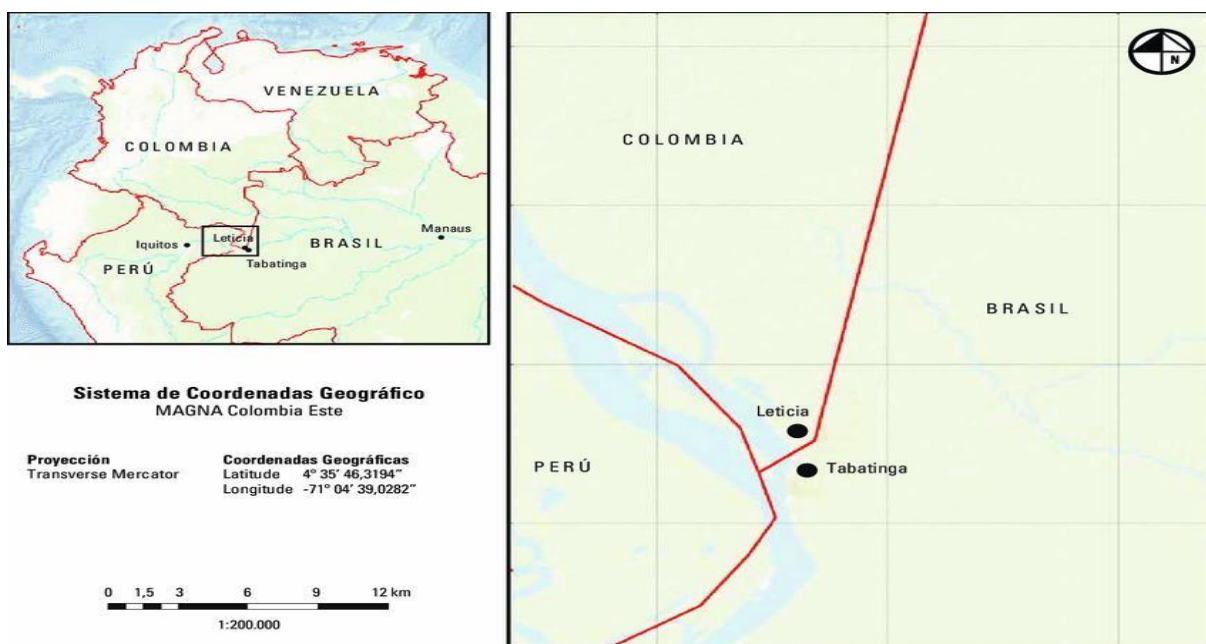 VENEZUELA
COLOMBIA
Manaus
Iquitos
Leticia
BRASIL
Tabatinga
PERÚ
Sistema de Coordenadas Geográfico
MAGNA Colombia Este
Proyección
Transverse Mercator
Coordenadas Geográficas
Latitude 4° 35' 46,3194"
Longitude -71° 04' 39,0282"
0 1,5 3 6 9 12 km
1:200.000
N
COLOMBIA
BRASIL
Leticia
PERÚ
Tabatinga